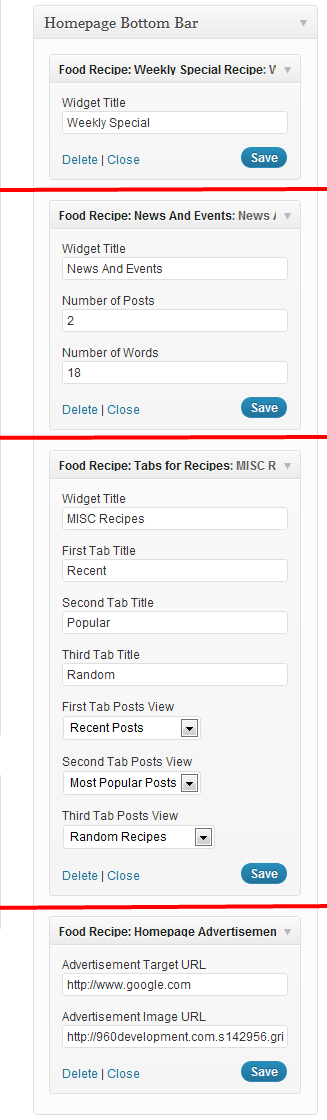 Homepage Bottom Bar
Food Recipe: Weekly Special Recipe:
Widget Title
Weekly Special
Delete | Close
Save
Food Recipe: News And Events: News
Widget Title
News And Events
Number of Posts
2
Number of Words
18
Delete | Close
Save
Food Recipe: Tabs for Recipes: MISC R
Widget Title
MISC Recipes
First Tab Title
Recent
Second Tab Title
Popular
Third Tab Title
Random
First Tab Posts View
Recent Posts
Second Tab Posts View
Most Popular Posts
Third Tab Posts View
Random Recipes
Delete | Close
Save
Food Recipe: Homepage Advertisemen
Advertisement Target URL
http://www.google.com
Advertisement Image URL
http://960development.com.s142956.gri
Delete | Close
Save